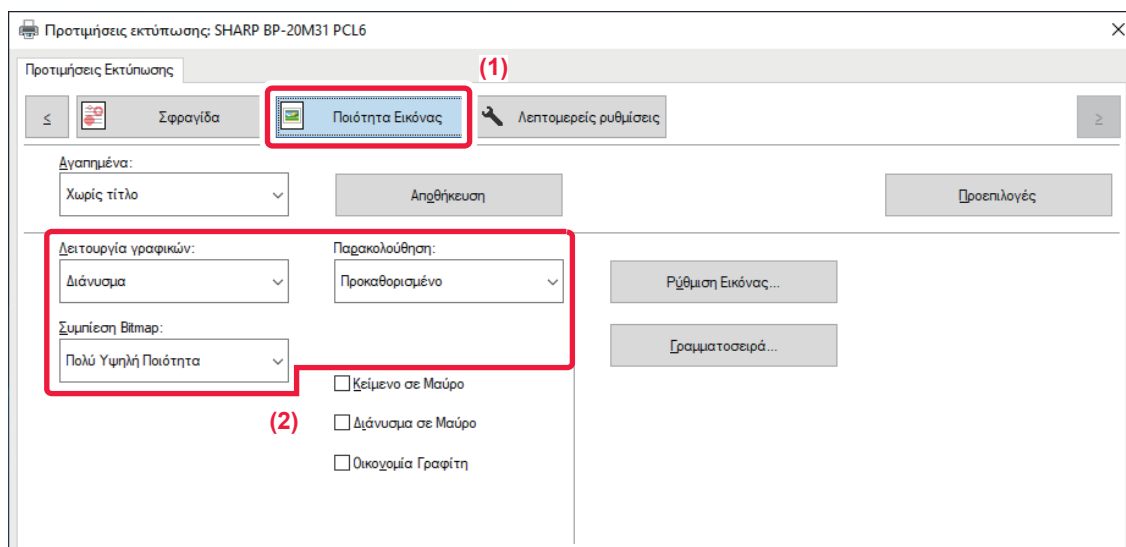 Προτιμήσεις εκτύπωσης: SHARP BP-20M31 PCL6
Προτιμήσεις Εκτύπωσης
(1)
< Σφραγίδα Ποιότητα Εικόνας Λεπτομερείς ρυθμίσεις >
Αγαπημένα:
Χωρίς τίτλο Αποθήκευση Προεπιλογές
Λειτουργία γραφικών: Παρακολούθηση:
Διάνυσμα Προκαθορισμένο Ρύθμιση Εικόνας...
Συμπίεση Bitmap:
Γραμματοσειρά...
Πολύ Υψηλή Ποιότητα
Κείμενο σε Μαύρο
(2)
Διάνυσμα σε Μαύρο
Οικονομία Γραφίτη